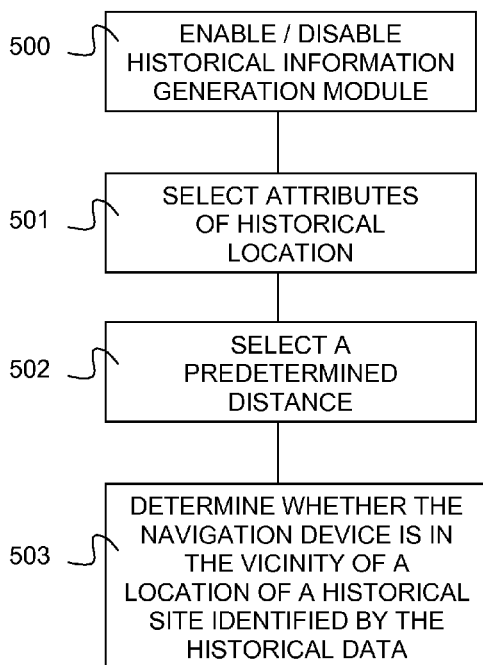 500
ENABLE / DISABLE
HISTORICAL INFORMATION
GENERATION MODULE
501
SELECT ATTRIBUTES
OF HISTORICAL
LOCATION
502
SELECT A
PREDETERMINED
DISTANCE
503
DETERMINE WHETHER THE
NAVIGATION DEVICE IS IN
THE VICINITY OF A
LOCATION OF A HISTORICAL
SITE IDENTIFIED BY THE
HISTORICAL DATA